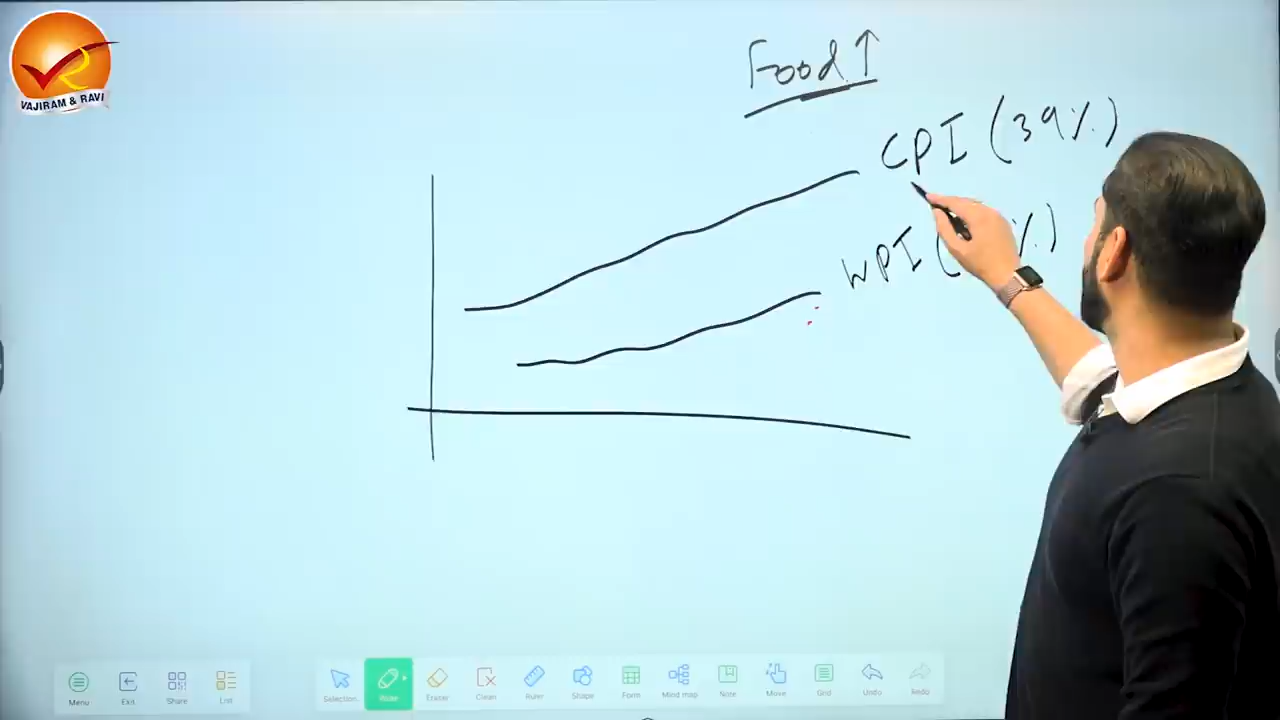 VAJIRAM & RAVI
Food ↑
CPI (39%)
WPI ( %)
Menu
Exit
Share
List
Selection
Write
Eraser
Clean
Ruler
Shape
Form
Mind map
Note
Move
Grid
Undo
Redo